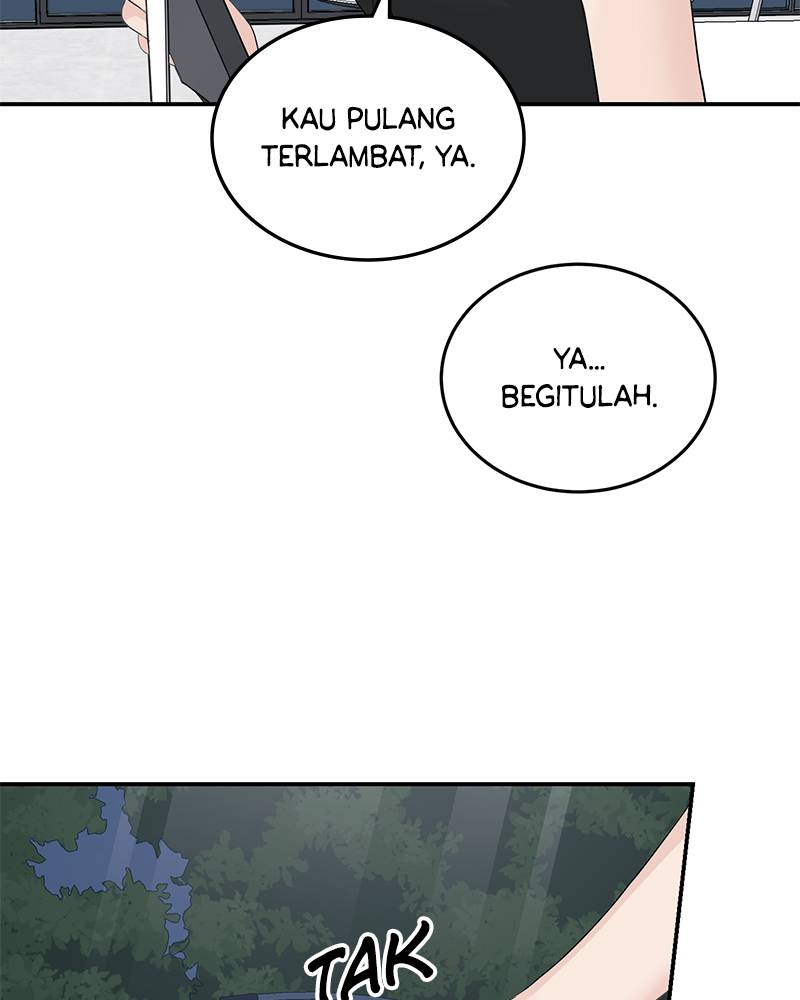 KAU PULANG
TERLAMBAT, YA.
YA...
BEGITULAH.
TAK